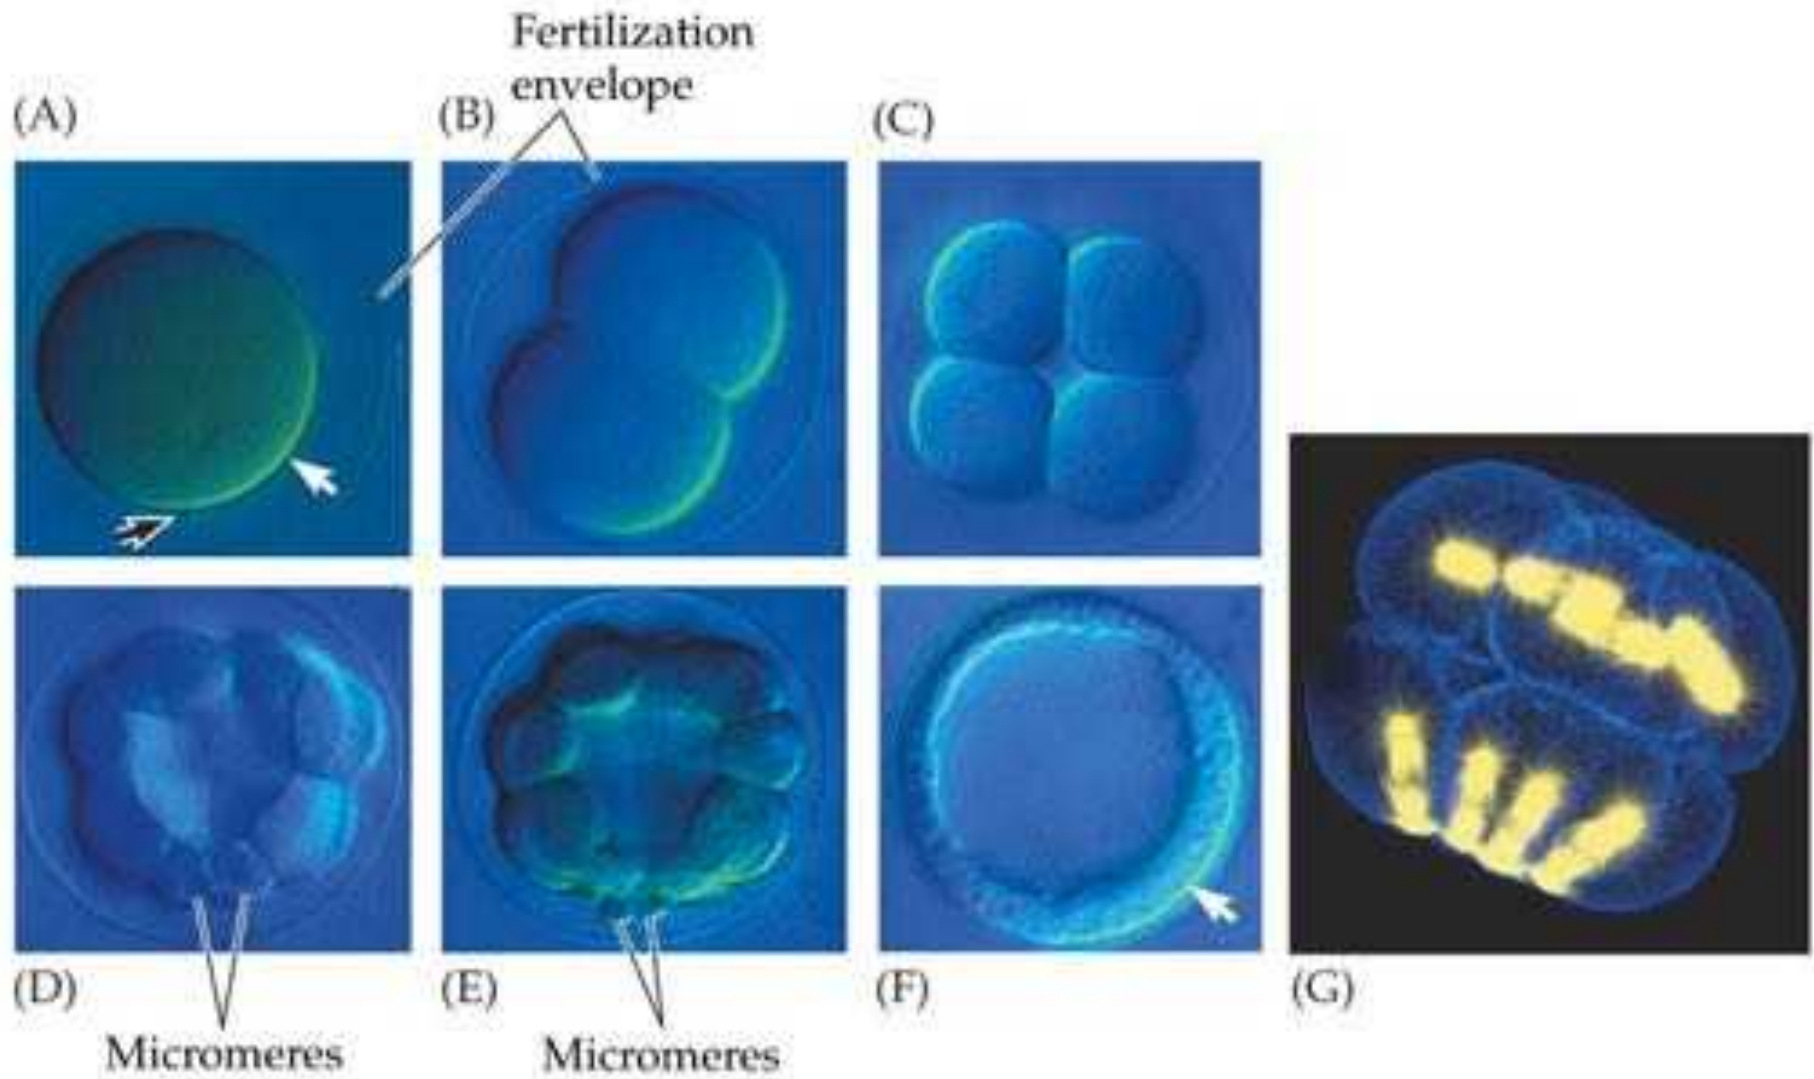 Fertilization
envelope
(A)
(B)
(C)
(D)
(E)
(F)
(G)
Micromeres
Micromeres